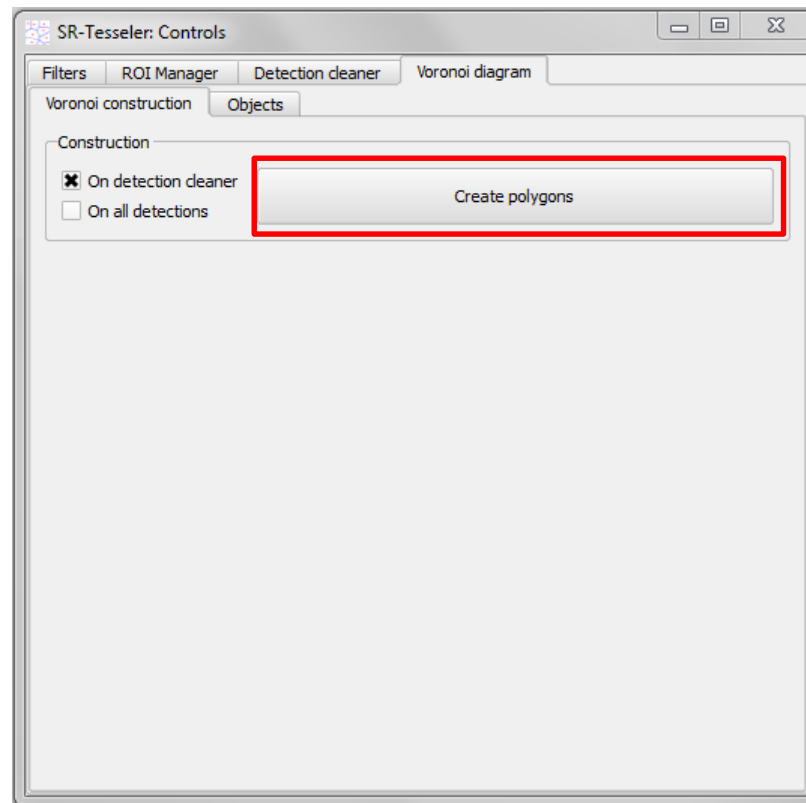 SR-Tesseler: Controls
Filters ROI Manager Detection cleaner Voronoi diagram
Voronoi construction Objects
Construction
On detection cleaner
Create polygons
On all detections